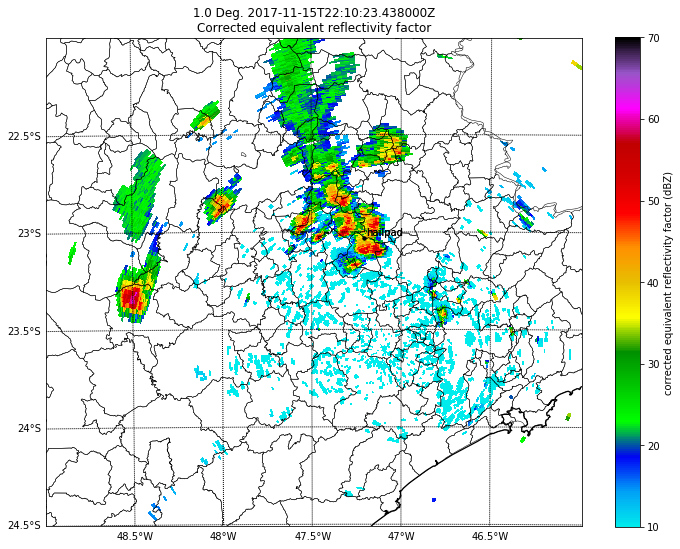 1.0 Deg. 2017-11-15T22:10:23.438000Z
Corrected equivalent reflectivity factor
70
60
50
40
30
20
10
corrected equivalent reflectivity factor (dBZ)
22.5°S
23°S
23.5°S
24°S
24.5°S
Hailpad
48.5°W
48°W
47.5°W
47°W
46.5°W